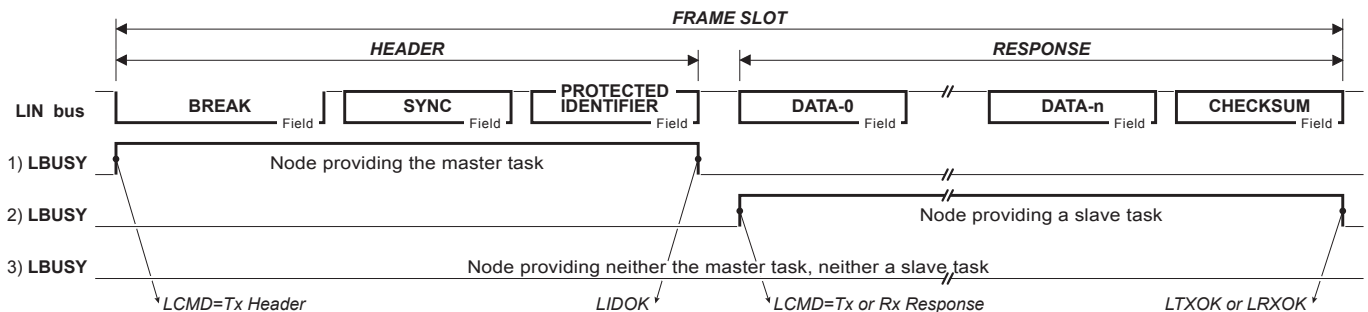 FRAME SLOT
HEADER RESPONSE
LIN bus BREAK Field SYNC Field PROTECTED IDENTIFIER Field DATA-0 Field DATA-n Field CHECKSUM Field
1) LBUSY Node providing the master task
2) LBUSY Node providing a slave task
3) LBUSY Node providing neither the master task, neither a slave task
LCMD=Tx Header LIDOK LCMD=Tx or Rx Response LTXOK or LRXOK